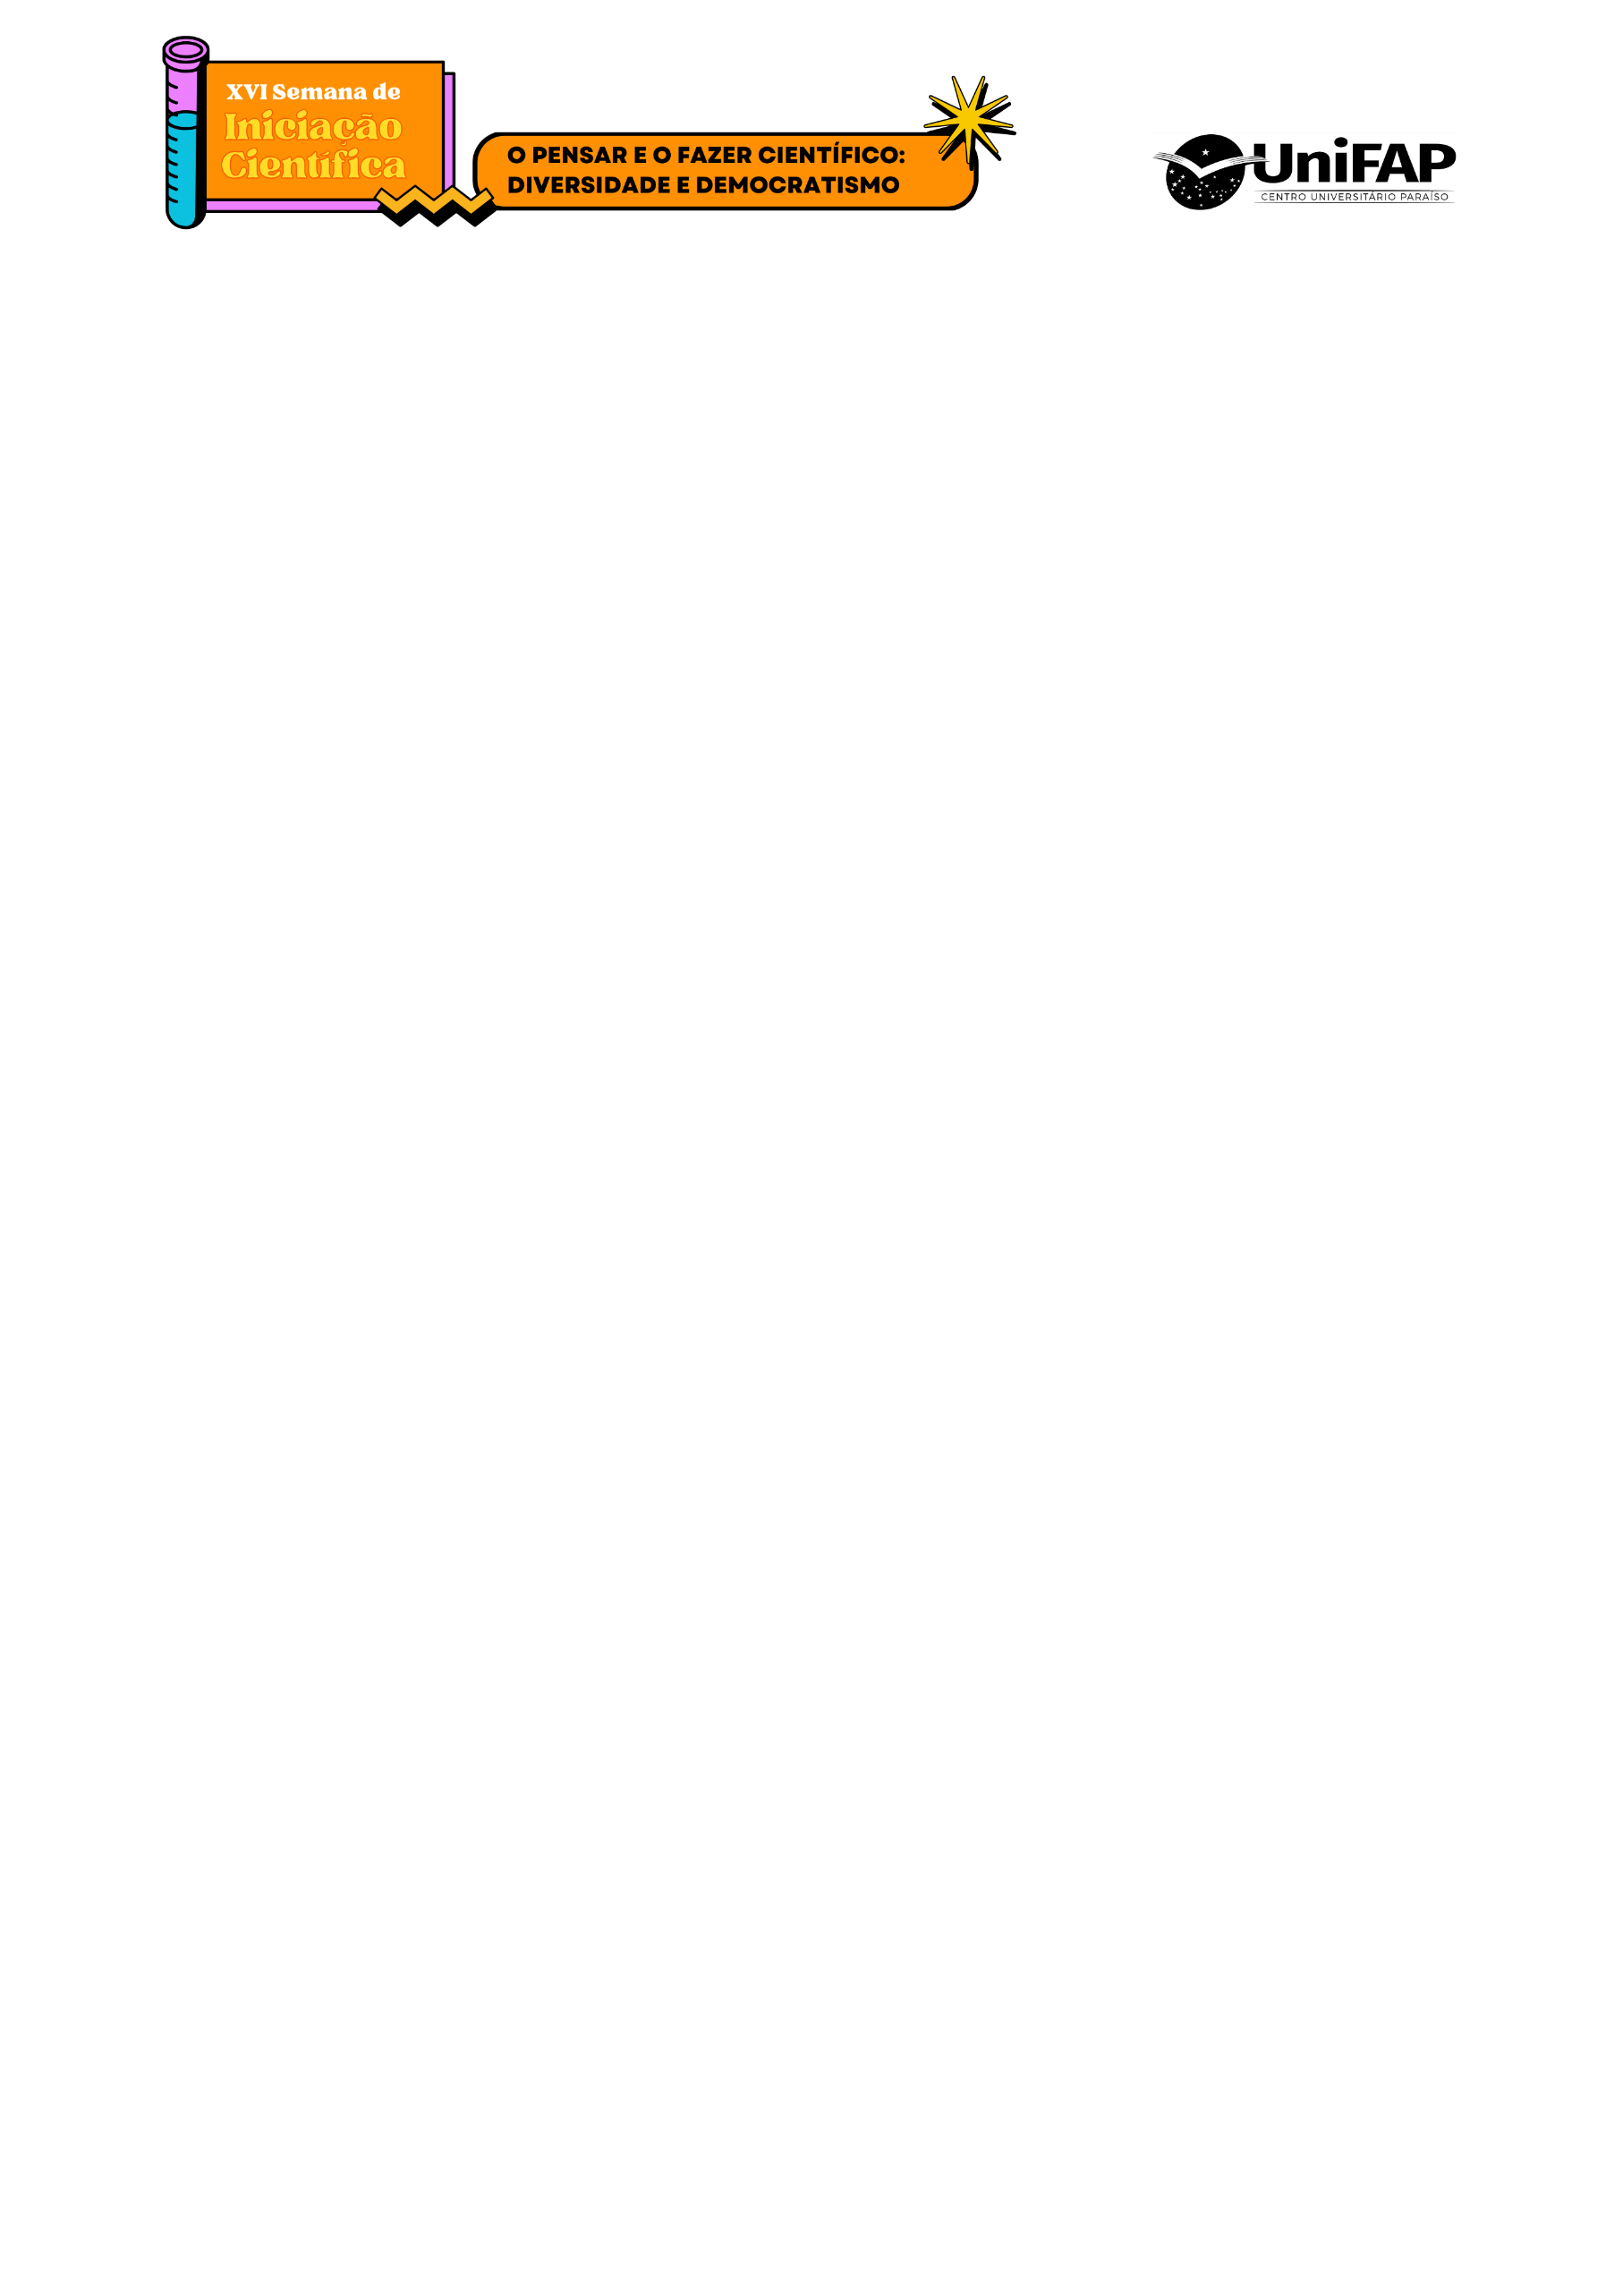 XVI Semana de
Iniciação
Científica
O PENSAR E O FAZER CIENTÍFICO:
DIVERSIDADE E DEMOCRATISMO
UniFAP
CENTRO UNIVERSITÁRIO PARAÍSO